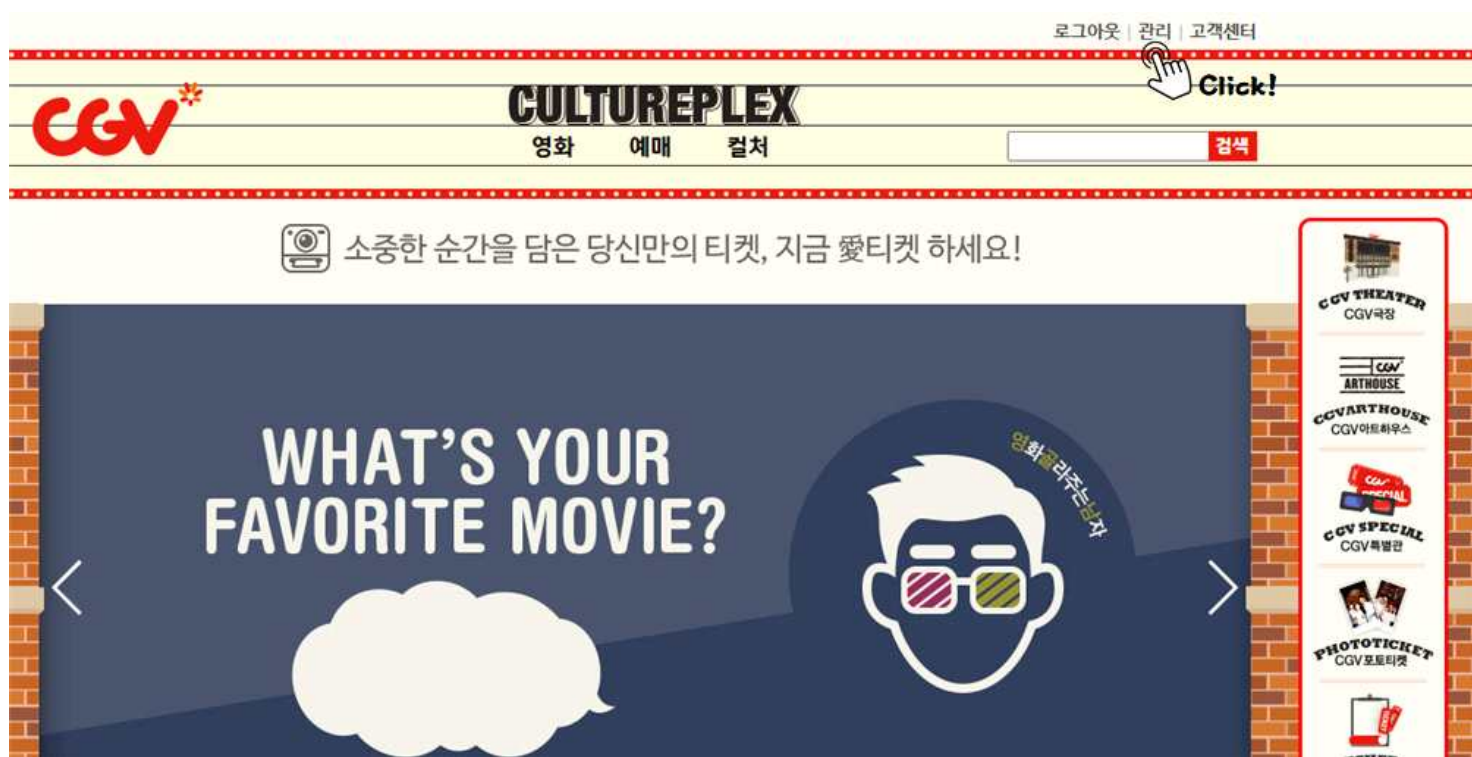 로그아웃 | 관리 | 고객센터
Click!
CGV
CULTUREPLEX
영화 예매 컬처
검색
소중한 순간을 담은 당신만의 티켓, 지금 愛티켓 하세요!
WHAT'S YOUR
FAVORITE MOVIE?
영화골라주는남자
CGV THEATER
CGV극장
CGV
ARTHOUSE
CGVARTHOUSE
CGV아트하우스
CGV
SPECIAL
CGV SPECIAL
CGV특별관
PHOTOTICKET
CGV포토티켓